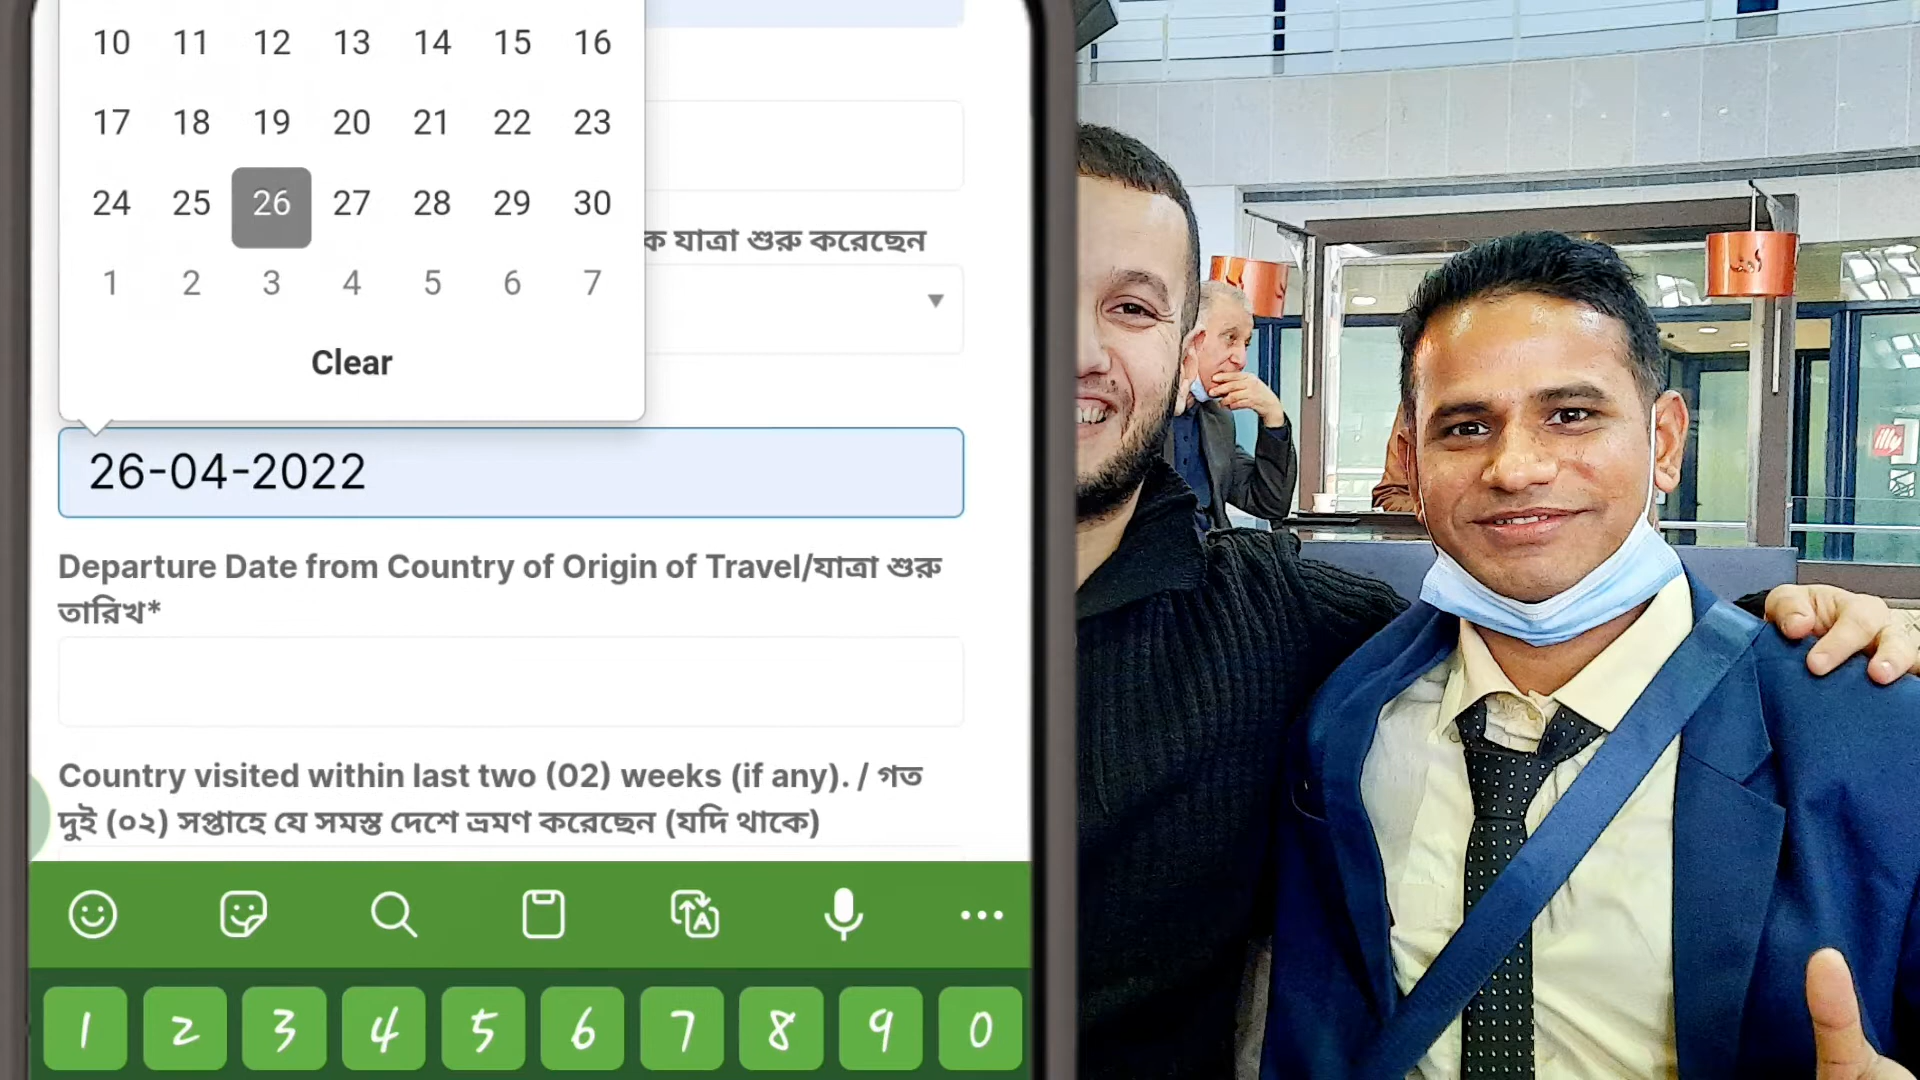 10 11 12 13 14 15 16
17 18 19 20 21 22 23
24 25 26 27 28 29 30
ক যাত্রা শুরু করেছেন
1 2 3 4 5 6 7
Clear
26-04-2022
Departure Date from Country of Origin of Travel/যাত্রা শুরু
তারিখ*
Country visited within last two (02) weeks (if any). / গত
দুই (০২) সপ্তাহে যে সমস্ত দেশে ভ্রমণ করেছেন (যদি থাকে)
1 2 3 4 5 6 7 8 9 0
illy